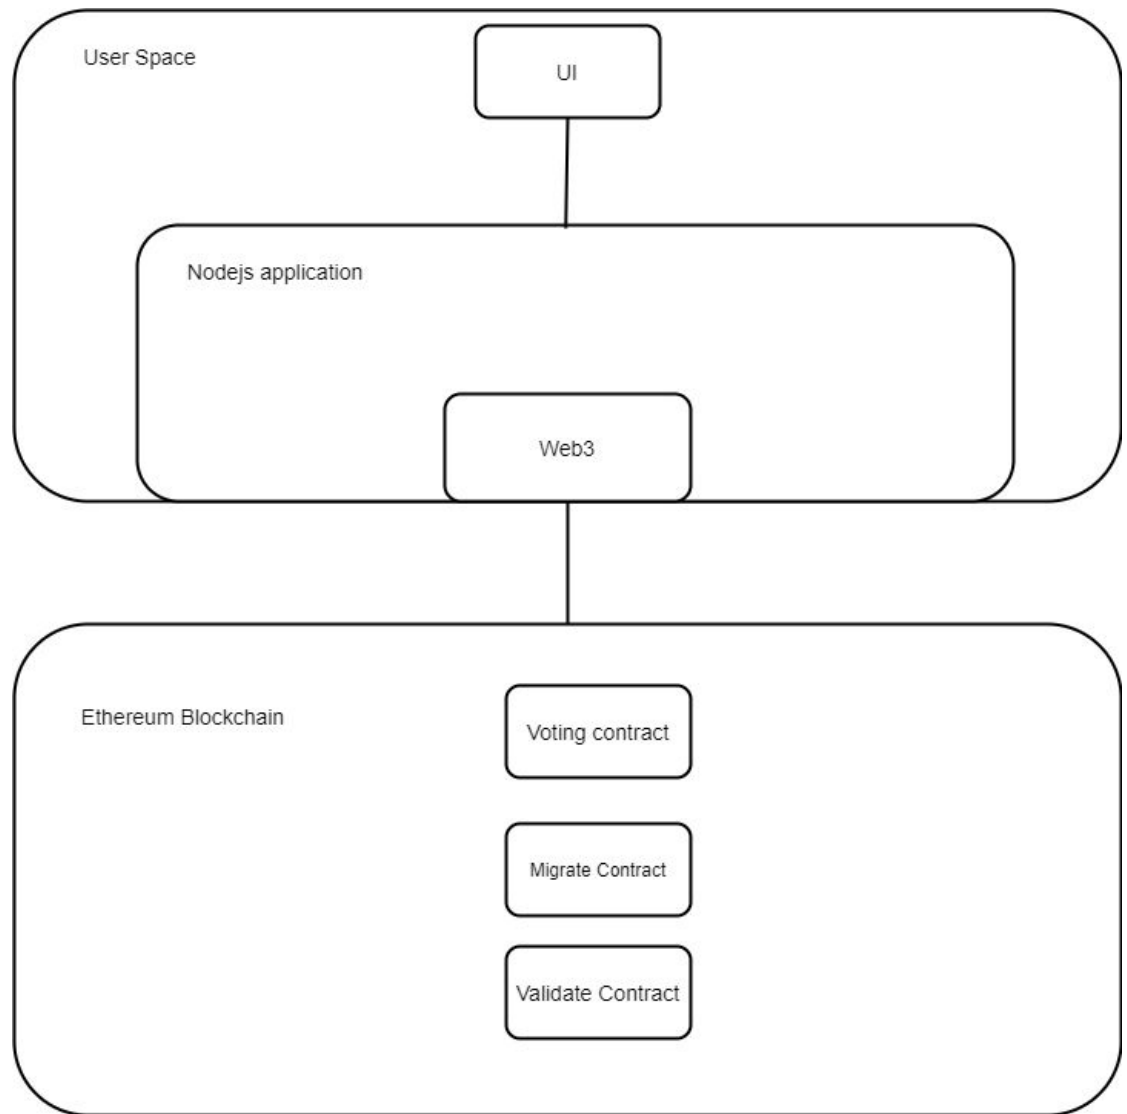 User Space
UI
Nodejs application
Web3
Ethereum Blockchain
Voting contract
Migrate Contract
Validate Contract